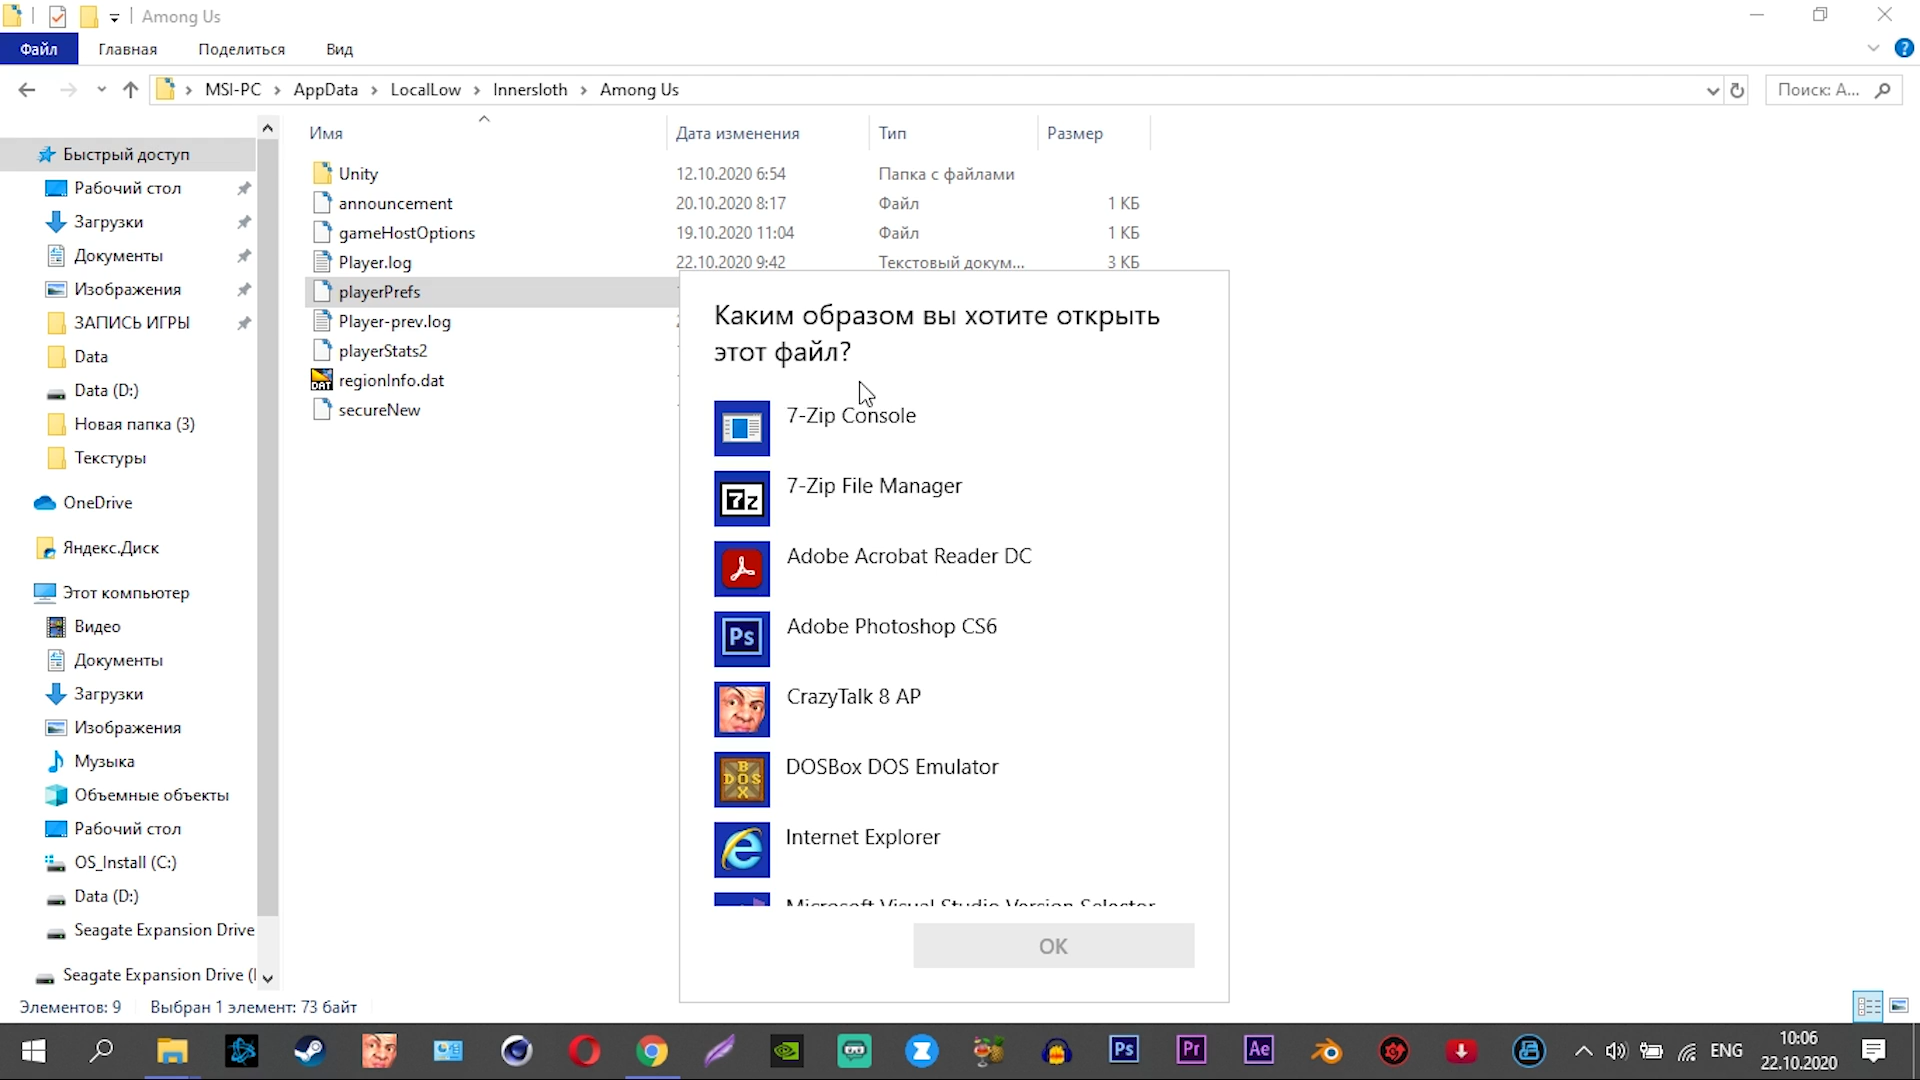 Among Us
Файл Главная Поделиться Вид
MSI-PC AppData LocalLow Innersloth Among Us
Поиск: А...
Имя Дата изменения Тип Размер
Быстрый доступ
Рабочий стол
Загрузки
Документы
Изображения
ЗАПИСЬ ИГРЫ
Data
Data (D:)
Новая папка (3)
Текстуры
OneDrive
Яндекс.Диск
Этот компьютер
Видео
Документы
Загрузки
Изображения
Музыка
Объемные объекты
Рабочий стол
OS_Install (C:)
Data (D:)
Seagate Expansion Drive
Seagate Expansion Drive (
Unity 12.10.2020 6:54 Папка с файлами
announcement 20.10.2020 8:17 Файл 1 КБ
gameHostOptions 19.10.2020 11:04 Файл 1 КБ
Player.log 22.10.2020 9:42 Текстовый докум... 3 КБ
playerPrefs
Player-prev.log
playerStats2
DAT
regionInfo.dat
secureNew
Каким образом вы хотите открыть
этот файл?
7-Zip Console
7z
7-Zip File Manager
Adobe Acrobat Reader DC
Ps
Adobe Photoshop CS6
CrazyTalk 8 AP
DOSBox DOS Emulator
Internet Explorer
Microsoft Visual Studio Version Selector
OK
Элементов: 9 Выбран 1 элемент: 73 байт
Ps Pr Ae
ENG
10:06
22.10.2020